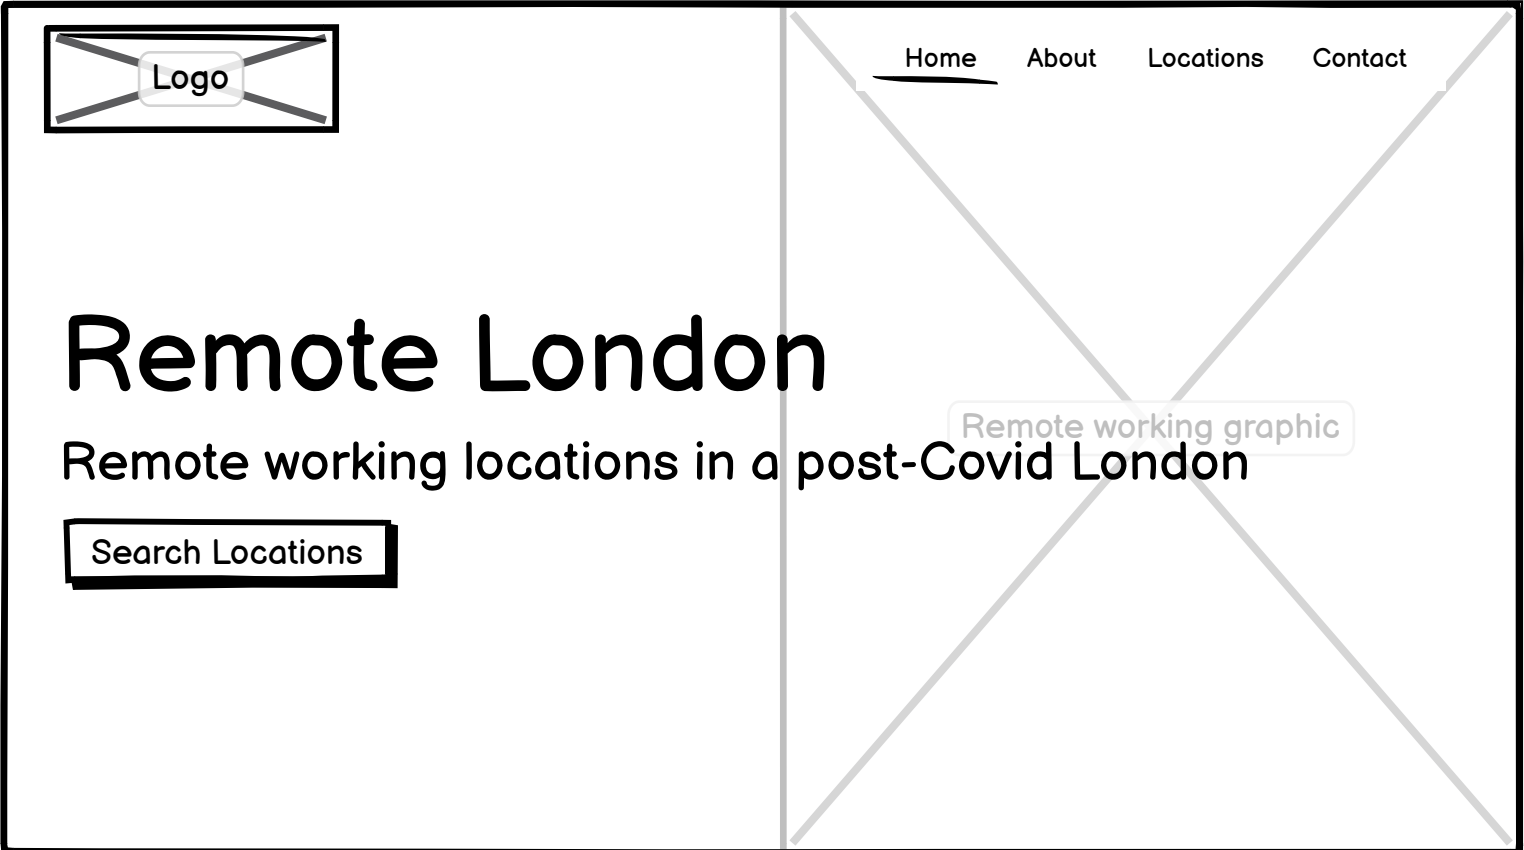 Logo
Home About Locations Contact
Remote London
Remote working graphic
Remote working locations in a post-Covid London
Search Locations